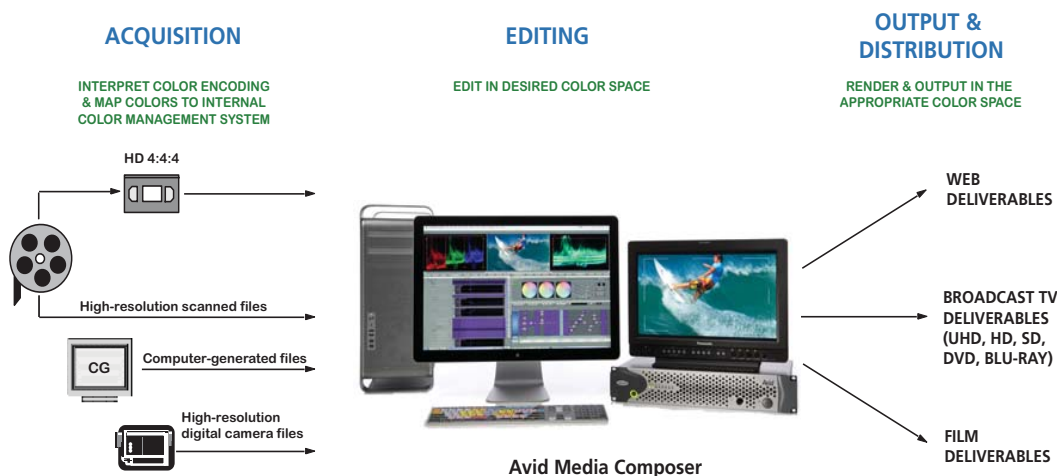 ACQUISITION
INTERPRET COLOR ENCODING
& MAP COLORS TO INTERNAL
COLOR MANAGEMENT SYSTEM
HD 4:4:4
High-resolution scanned files
CG
Computer-generated files
High-resolution
digital camera files
EDITING
EDIT IN DESIRED COLOR SPACE
Avid Media Composer
OUTPUT &
DISTRIBUTION
RENDER & OUTPUT IN THE
APPROPRIATE COLOR SPACE
WEB
DELIVERABLES
BROADCAST TV
DELIVERABLES
(UHD, HD, SD,
DVD, BLU-RAY)
FILM
DELIVERABLES